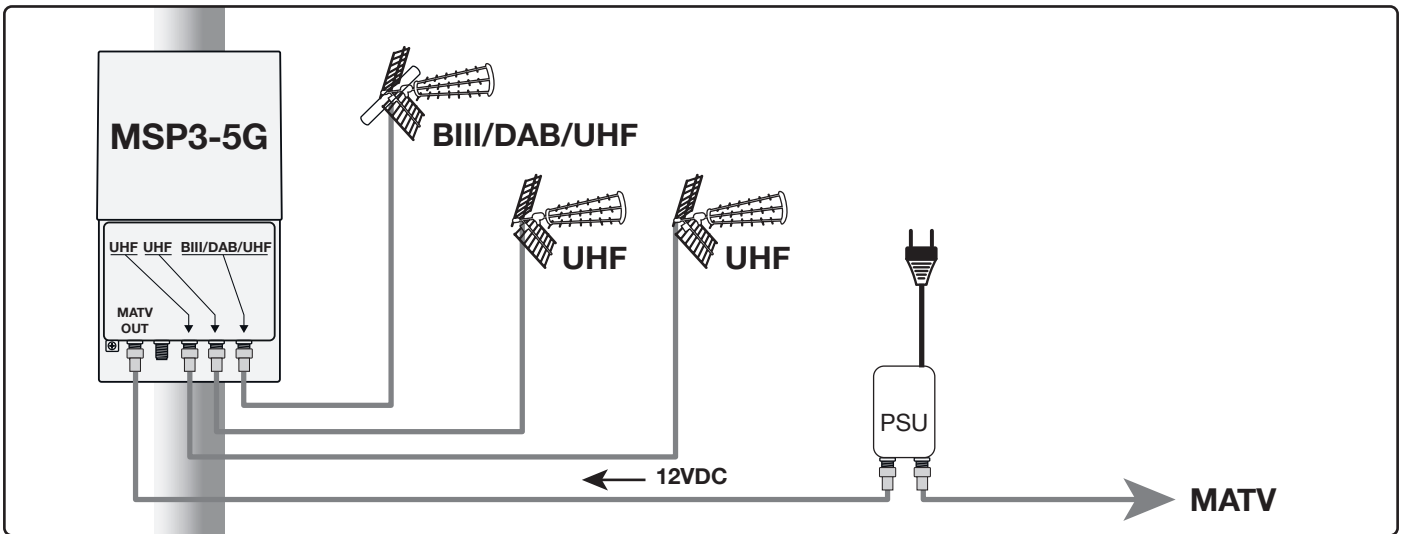 MSP3-5G
BIII/DAB/UHF
UHF
UHF
UHF UHF BIII/DAB/UHF
MATV
OUT
PSU
12VDC
MATV